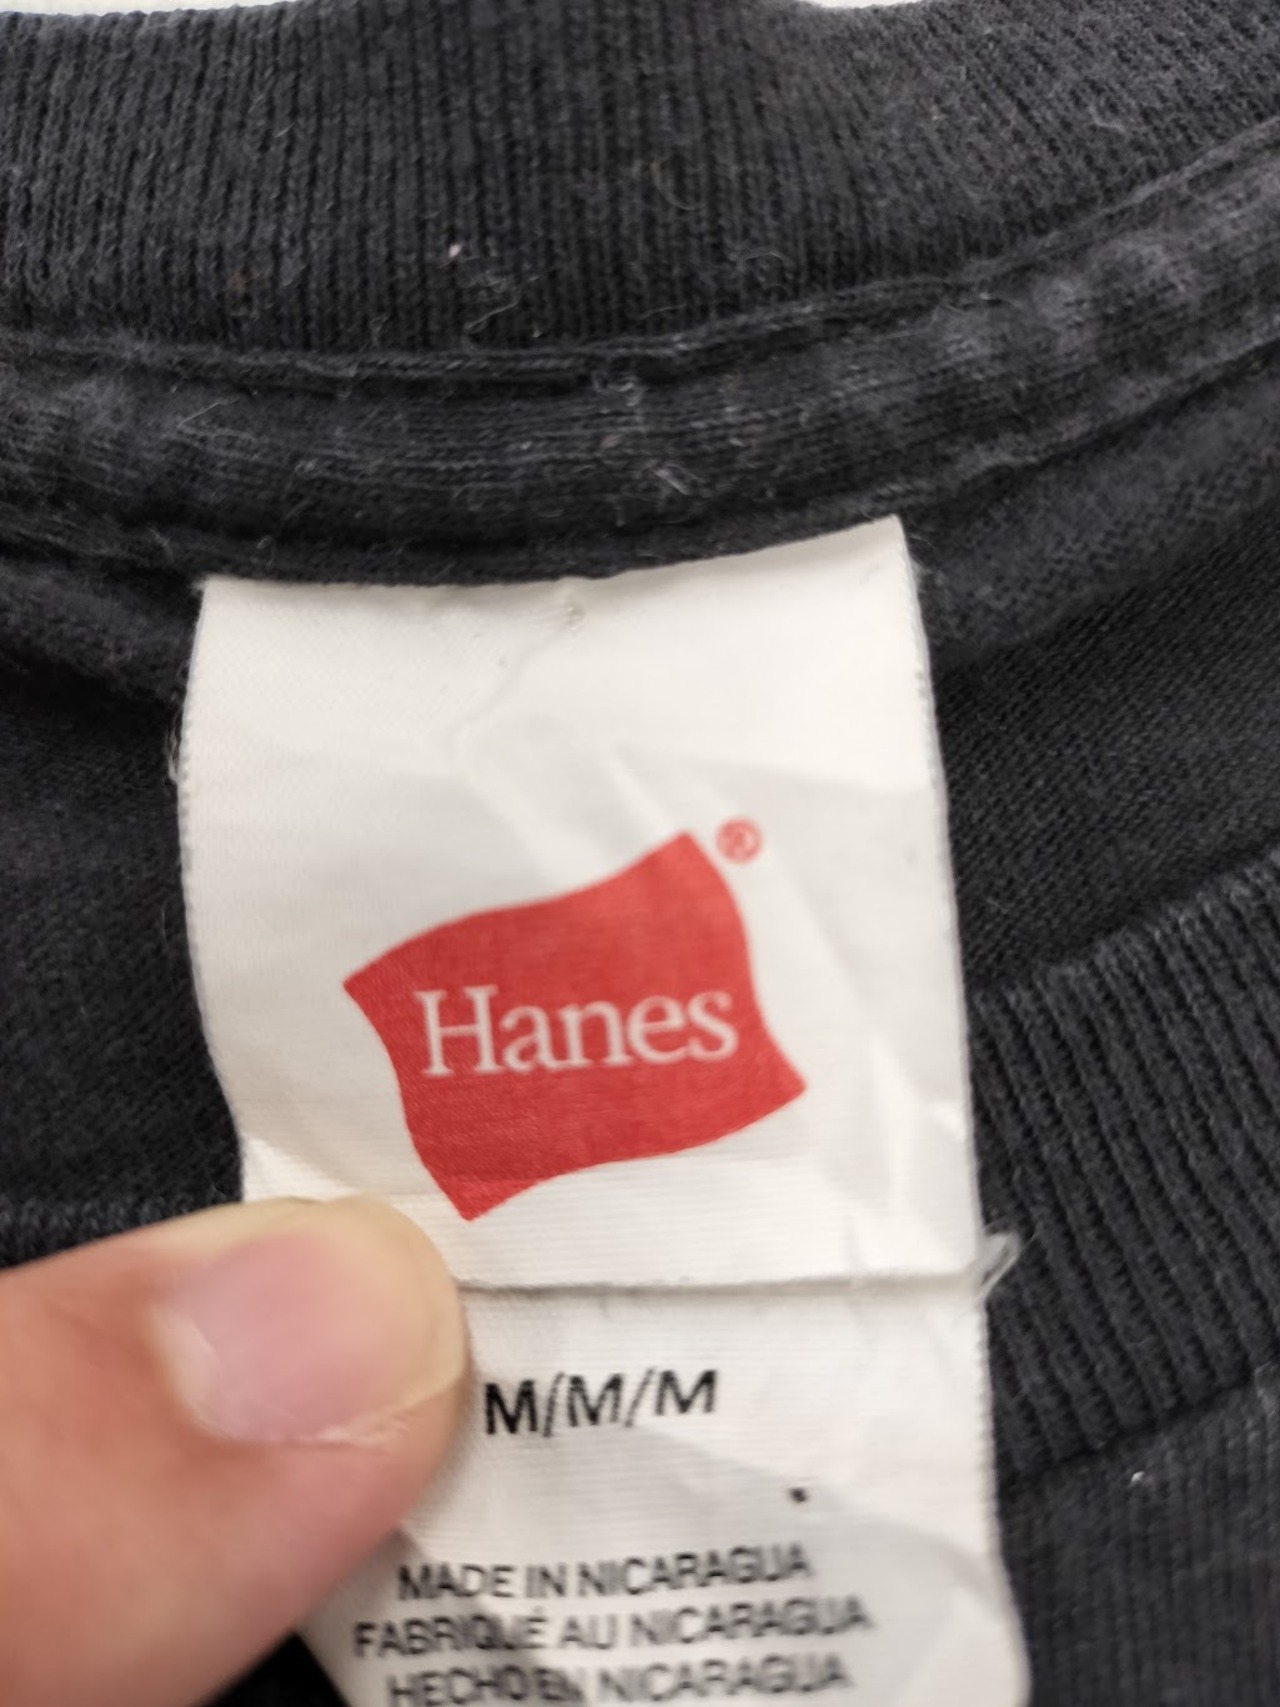 Hanes®
M/M/M
MADE IN NICARAGUA
FABRIQUÉ AU NICARAGUA
HECHO EN NICARAGUA